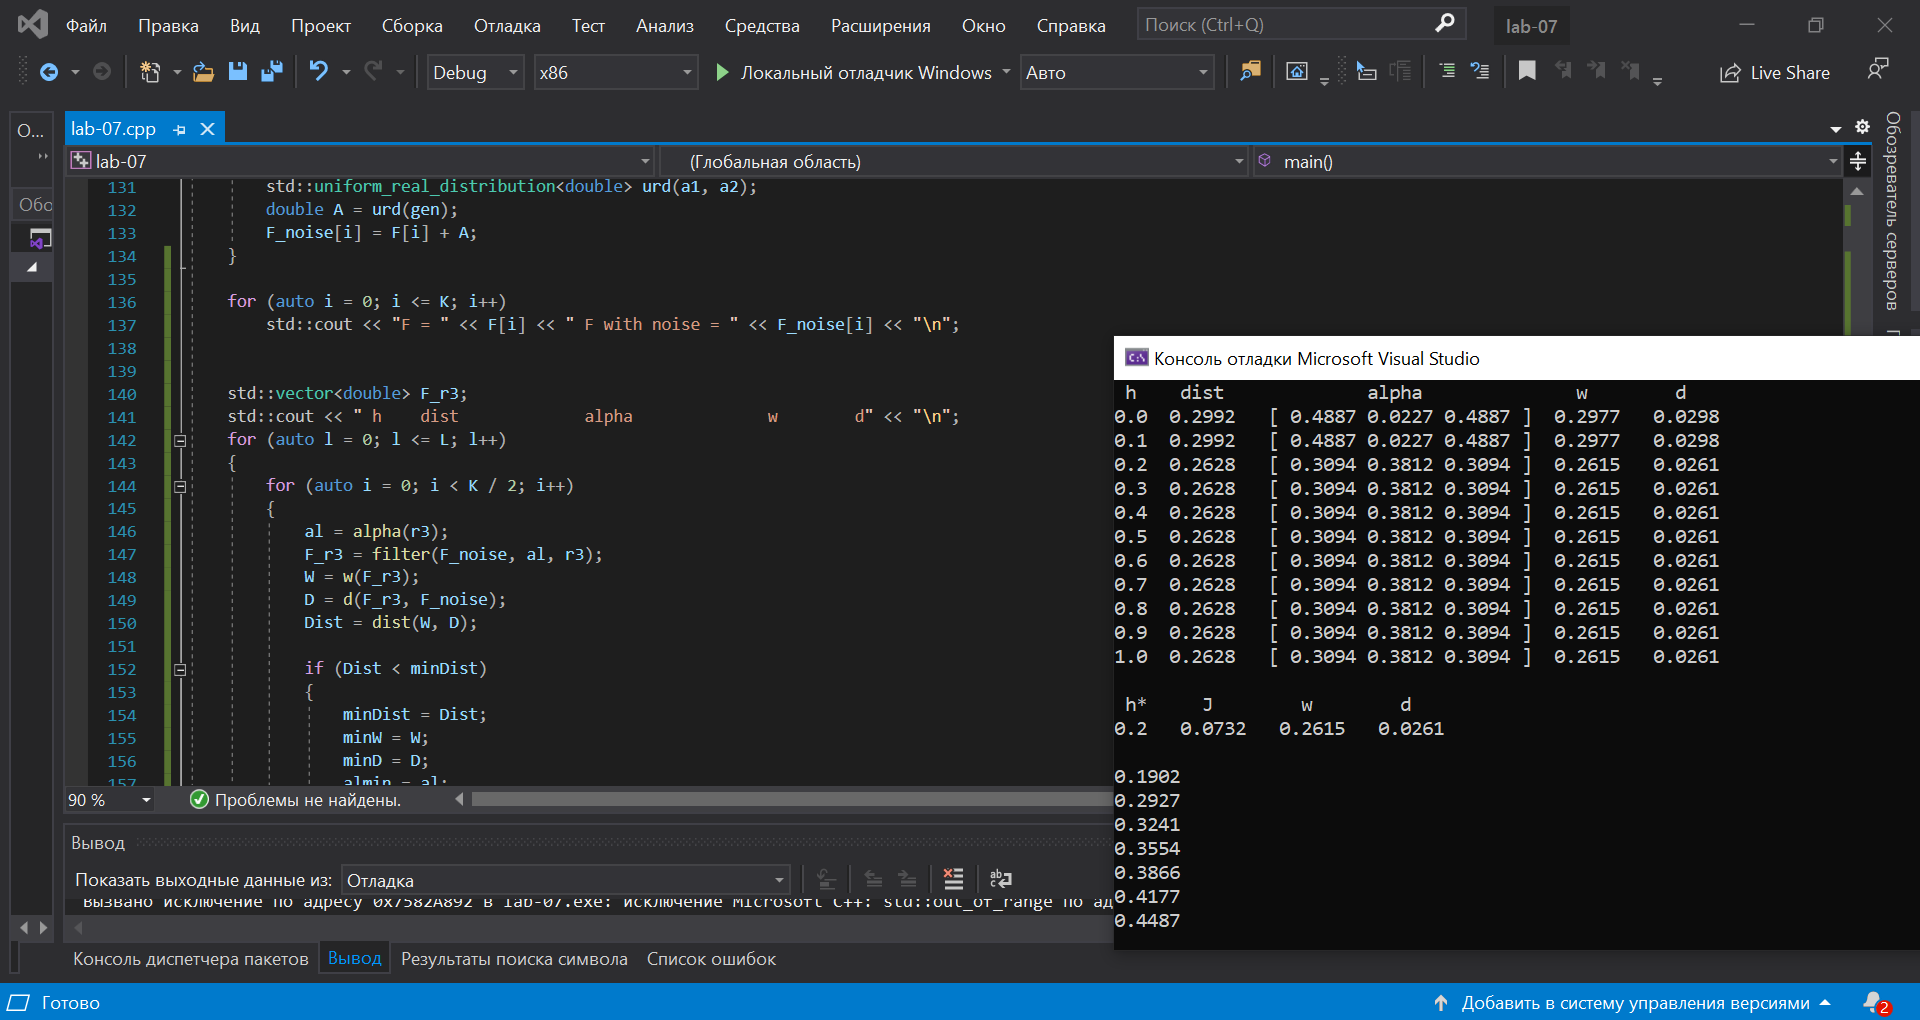 Файл Правка Вид Проект Сборка Отладка Тест Анализ Средства Расширения Окно Справка Поиск (Ctrl+Q) lab-07
Debug x86 Локальный отладчик Windows Авто Live Share
О... lab-07.cpp
lab-07 (Глобальная область) main()
Обо
Обозреватель серверов
131 std::uniform_real_distribution<double> urd(a1, a2);
132 double A = urd(gen);
133 F_noise[i] = F[i] + A;
134 }
135
136 for (auto i = 0; i <= K; i++)
137 std::cout << "F = " << F[i] << " F with noise = " << F_noise[i] << "\n";
138
139
140 std::vector<double> F_r3;
141 std::cout << " h    dist             alpha              w        d" << "\n";
142 for (auto l = 0; l <= L; l++)
143 {
144 for (auto i = 0; i < K / 2; i++)
145 {
146 al = alpha(r3);
147 F_r3 = filter(F_noise, al, r3);
148 W = w(F_r3);
149 D = d(F_r3, F_noise);
150 Dist = dist(W, D);
151
152 if (Dist < minDist)
153 {
154 minDist = Dist;
155 minW = W;
156 minD = D;
157 almin = al;
90 % Проблемы не найдены.
Вывод
Показать выходные данные из: Отладка
Вызвано исключение по адресу 0x7582A892 в lab-07.exe: исключение Microsoft C++: std::out_of_range по ад
Консоль диспетчера пакетов Вывод Результаты поиска символа Список ошибок
Готово Добавить в систему управления версиями 2
Консоль отладки Microsoft Visual Studio
h dist alpha w d
0.0 0.2992 [ 0.4887 0.0227 0.4887 ] 0.2977 0.0298
0.1 0.2992 [ 0.4887 0.0227 0.4887 ] 0.2977 0.0298
0.2 0.2628 [ 0.3094 0.3812 0.3094 ] 0.2615 0.0261
0.3 0.2628 [ 0.3094 0.3812 0.3094 ] 0.2615 0.0261
0.4 0.2628 [ 0.3094 0.3812 0.3094 ] 0.2615 0.0261
0.5 0.2628 [ 0.3094 0.3812 0.3094 ] 0.2615 0.0261
0.6 0.2628 [ 0.3094 0.3812 0.3094 ] 0.2615 0.0261
0.7 0.2628 [ 0.3094 0.3812 0.3094 ] 0.2615 0.0261
0.8 0.2628 [ 0.3094 0.3812 0.3094 ] 0.2615 0.0261
0.9 0.2628 [ 0.3094 0.3812 0.3094 ] 0.2615 0.0261
1.0 0.2628 [ 0.3094 0.3812 0.3094 ] 0.2615 0.0261
h* J w d
0.2 0.0732 0.2615 0.0261
0.1902
0.2927
0.3241
0.3554
0.3866
0.4177
0.4487